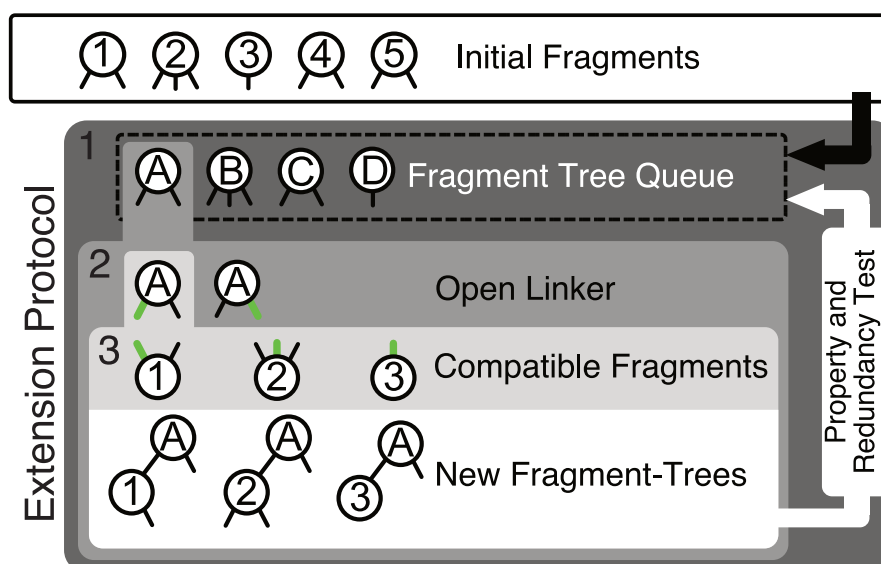 1 2 3 4 5 Initial Fragments
Extension Protocol
1 A B C D Fragment Tree Queue
2 A A Open Linker
3 1 2 3 Compatible Fragments
A A A
1 2 3 New Fragment-Trees
Property and
Redundancy Test